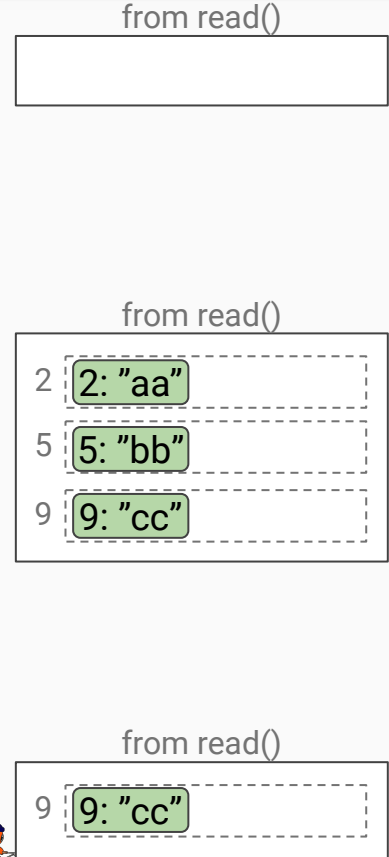 from read()
from read()
2 2: ”aa”
5 5: ”bb”
9 9: ”cc”
from read()
9 9: ”cc”